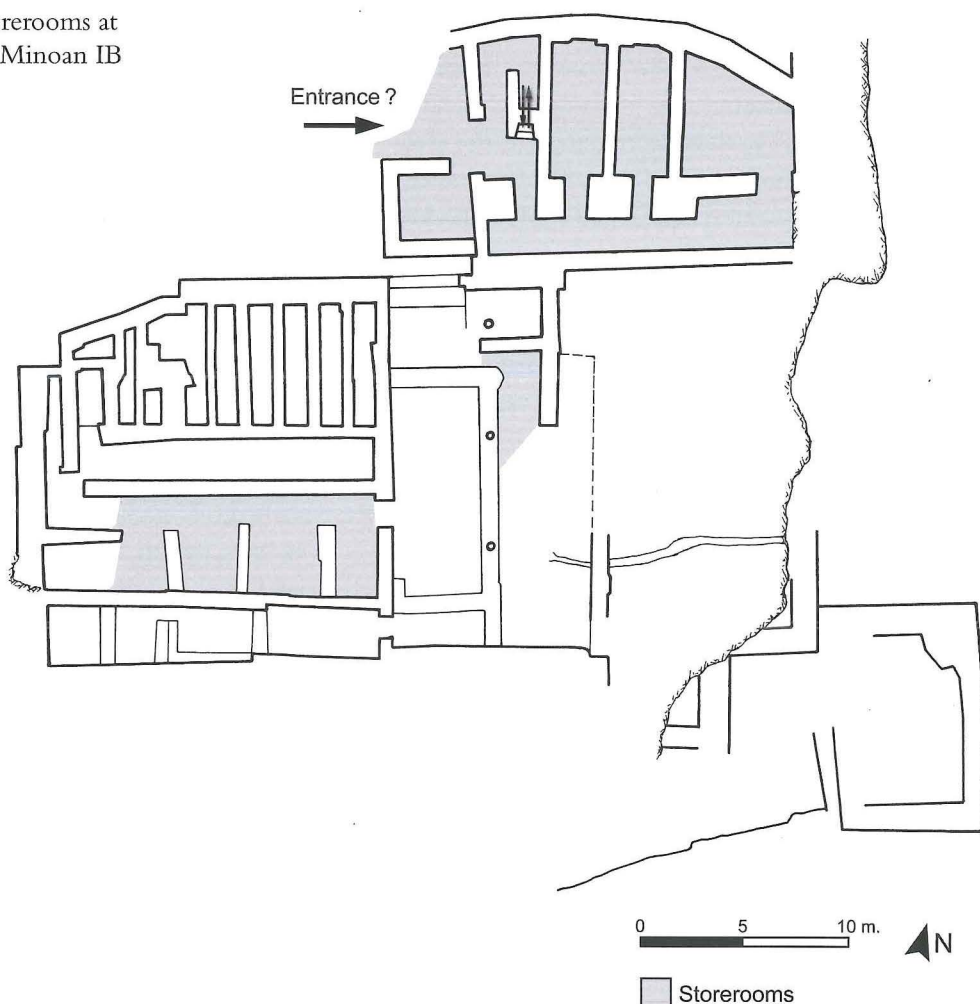 rerooms at
Minoan IB
Entrance ?
0 5 10 m.
N
Storerooms